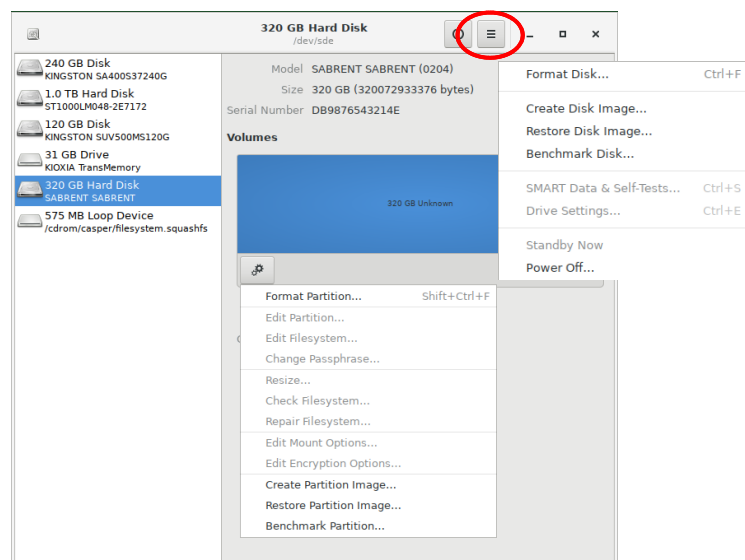 320 GB Hard Disk
/dev/sde
240 GB Disk
KINGSTON SA400S37240G
1.0 TB Hard Disk
ST1000LM048-2E7172
120 GB Disk
KINGSTON SUV500MS120G
31 GB Drive
KIOXIA TransMemory
320 GB Hard Disk
SABRENT SABRENT
575 MB Loop Device
/cdrom/casper/filesystem.squashfs
Model SABRENT SABRENT (0204)
Size 320 GB (320072933376 bytes)
Serial Number DB9876543214E
Volumes
320 GB Unknown
Format Partition... Shift+Ctrl+F
Edit Partition...
Edit Filesystem...
Change Passphrase...
Resize...
Check Filesystem...
Repair Filesystem...
Edit Mount Options...
Edit Encryption Options...
Create Partition Image...
Restore Partition Image...
Benchmark Partition...
Format Disk... Ctrl+F
Create Disk Image...
Restore Disk Image...
Benchmark Disk...
SMART Data & Self-Tests... Ctrl+S
Drive Settings... Ctrl+E
Standby Now
Power Off...